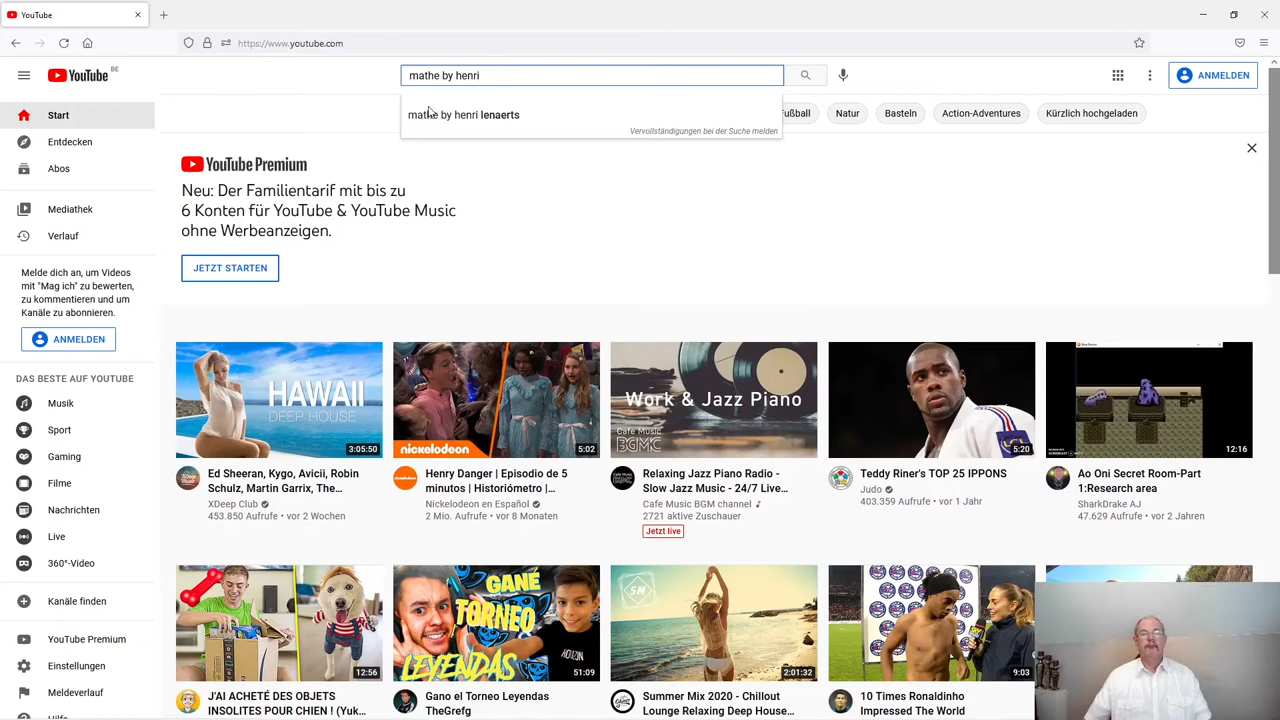 YouTube
https://www.youtube.com
YouTube BE
mathe by henri
ANMELDEN
mathe by henri lenaerts
Vervollständigungen bei der Suche melden
Fußball
Natur
Basteln
Action-Adventures
Kürzlich hochgeladen
Start
Entdecken
Abos
Mediathek
Verlauf
Melde dich an, um Videos
mit "Mag ich" zu bewerten,
zu kommentieren und um
Kanäle zu abonnieren.
ANMELDEN
DAS BESTE AUF YOUTUBE
Musik
Sport
Gaming
Filme
Nachrichten
Live
360°-Video
Kanäle finden
YouTube Premium
Einstellungen
Meldeverlauf
YouTube Premium
Neu: Der Familientarif mit bis zu
6 Konten für YouTube & YouTube Music
ohne Werbeanzeigen.
JETZT STARTEN
HAWAII
DEEP HOUSE
3:05:50
Ed Sheeran, Kygo, Avicii, Robin
Schulz, Martin Garrix, The...
XDeep Club
453.850 Aufrufe • vor 2 Wochen
nickelodeon
5:02
Henry Danger | Episodio de 5
minutos | Historiómetro |...
Nickelodeon en Español
2 Mio. Aufrufe • vor 8 Monaten
Work & Jazz Piano
Cafe Music
BGMC
Relaxing Jazz Piano Radio -
Slow Jazz Music - 24/7 Live...
Cafe Music BGM channel
2721 aktive Zuschauer
Jetzt live
5:20
Teddy Riner's TOP 25 IPPONS
Judo
403.359 Aufrufe • vor 1 Jahr
12:16
Ao Oni Secret Room-Part
1:Research area
SharkDrake AJ
47.629 Aufrufe • vor 2 Jahren
12:56
J'AI ACHETÉ DES OBJETS
INSOLITES POUR CHIEN ! (Yuk...
GANÉ
TORNEO
LEYENDAS
51:09
Gano el Torneo Leyendas
TheGrefg
SM
2:01:32
Summer Mix 2020 - Chillout
Lounge Relaxing Deep House...
9:03
10 Times Ronaldinho
Impressed The World